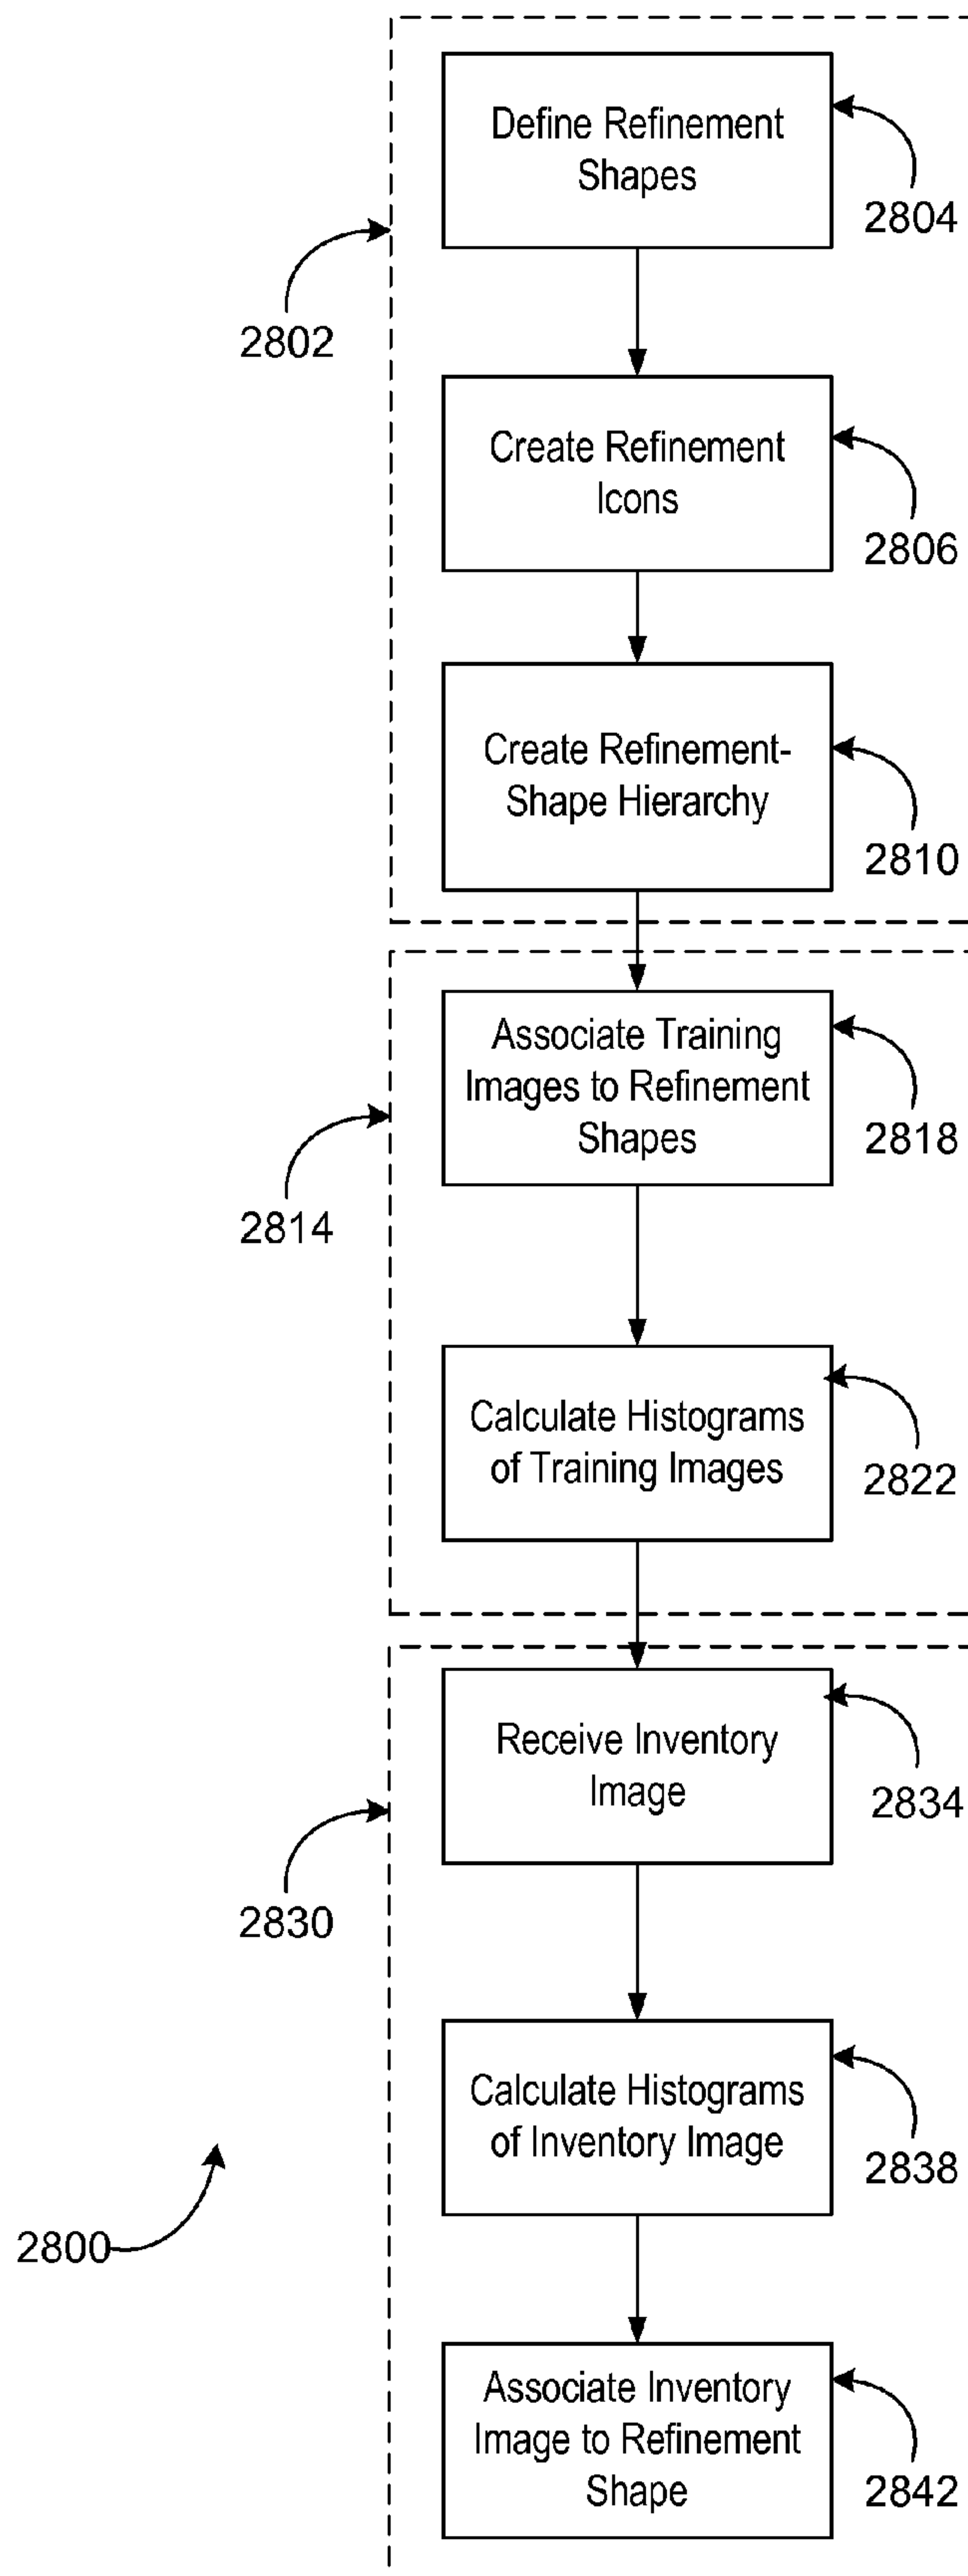 Define Refinement
Shapes
2804
2802
Create Refinement
Icons
2806
Create Refinement-
Shape Hierarchy
2810
Associate Training
Images to Refinement
Shapes
2818
2814
Calculate Histograms
of Training Images
2822
Receive Inventory
Image
2834
2830
Calculate Histograms
of Inventory Image
2838
2800
Associate Inventory
Image to Refinement
Shape
2842